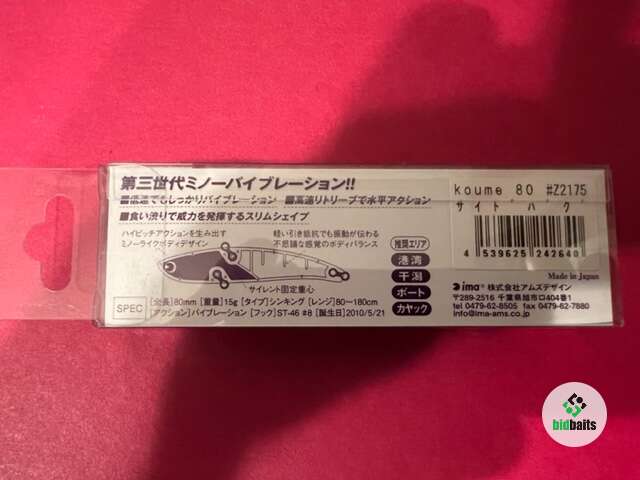 第三世代ミノーバイブレーション!!
■低速でもしっかりバイブレーション ■高速リトリーブで水平アクション
■食い渋りで威力を発揮するスリムシェイプ
ハイピッチアクションを生み出す
ミノーライクボディデザイン
軽い引き抵抗でも振動が伝わる
不思議な感覚のボディバランス
サイレント固定重心
推奨エリア
港湾
干潟
ボート
カヤック
SPEC
[全長]80mm [重量]15g [タイプ]シンキング [レンジ]80〜180cm
[アクション]バイブレーション [フック]ST-46 #8 [誕生日]2010/5/21
koume 80 #Z2175
サイト゛ハ゛ク゛
4 539625 242640
Made in Japan
ima® 株式会社アムズデザイン
〒289-2516 千葉県旭市ロ404番1
tel 0479-62-8505 fax 0479-62-7880
info@ima-ams.co.jp
bidbaits